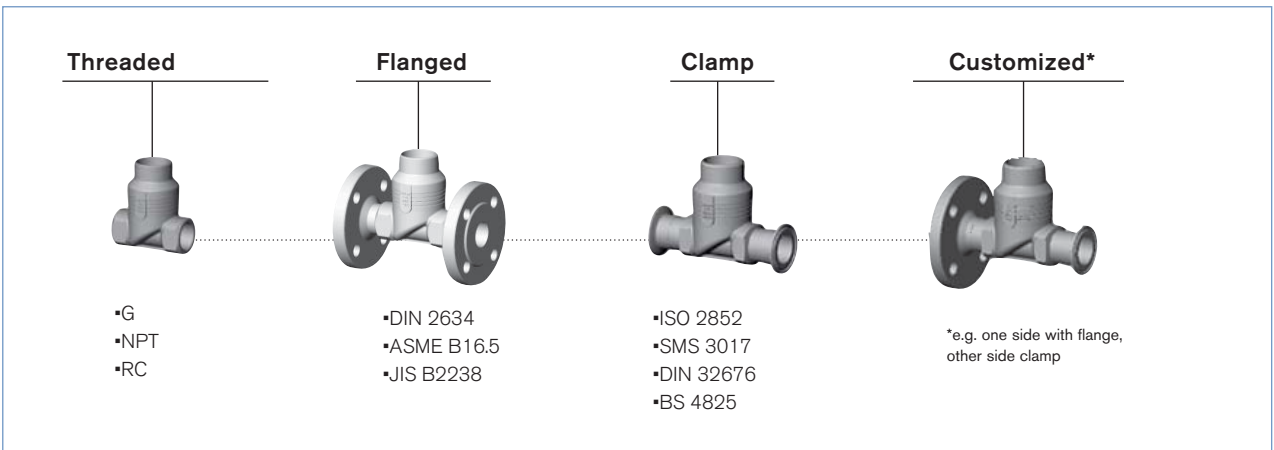 Threaded
Flanged
Clamp
Customized*
▪G
▪NPT
▪RC
▪DIN 2634
▪ASME B16.5
▪JIS B2238
▪ISO 2852
▪SMS 3017
▪DIN 32676
▪BS 4825
*e.g. one side with flange,
other side clamp